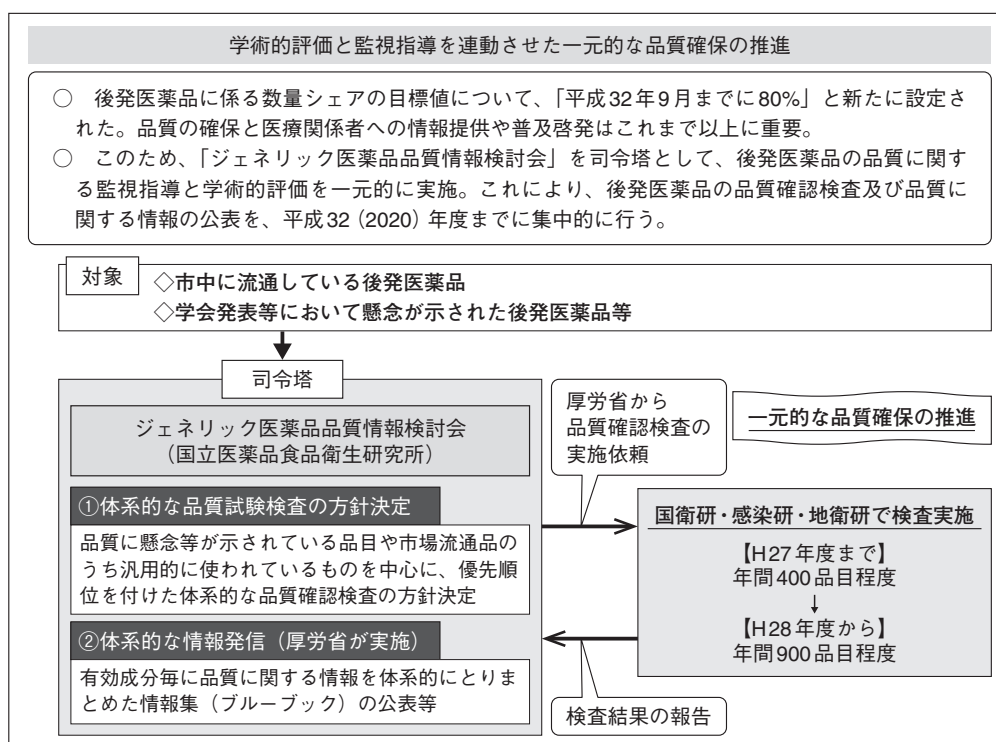 学術的評価と監視指導を連動させた一元的な品質確保の推進
○　後発医薬品に係る数量シェアの目標値について、「平成32年9月までに80%」と新たに設定さ
れた。品質の確保と医療関係者への情報提供や普及啓発はこれまで以上に重要。
○　このため、「ジェネリック医薬品品質情報検討会」を司令塔として、後発医薬品の品質に関す
る監視指導と学術的評価を一元的に実施。これにより、後発医薬品の品質確認検査及び品質に
関する情報の公表を、平成32（2020）年度までに集中的に行う。
対象
◇市中に流通している後発医薬品
◇学会発表等において懸念が示された後発医薬品等
司令塔
ジェネリック医薬品品質情報検討会
（国立医薬品食品衛生研究所）
①体系的な品質試験検査の方針決定
品質に懸念等が示されている品目や市場流通品の
うち汎用的に使われているものを中心に、優先順
位を付けた体系的な品質確認検査の方針決定
②体系的な情報発信（厚労省が実施）
有効成分毎に品質に関する情報を体系的にとりま
とめた情報集（ブルーブック）の公表等
厚労省から
品質確認検査の
実施依頼
一元的な品質確保の推進
国衛研・感染研・地衛研で検査実施
【H27年度まで】
年間400品目程度
↓
【H28年度から】
年間900品目程度
検査結果の報告